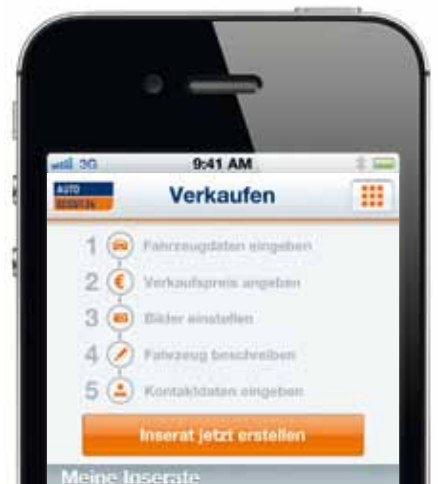 3G 9:41 AM
AUTO SCOUT24
Verkaufen
1 Fahrzeugdaten eingeben
2 € Verkaufspreis angeben
3 Bilder einstellen
4 Fahrzeug beschreiben
5 Kontaktdaten eingeben
Inserat jetzt erstellen
Meine Inserate